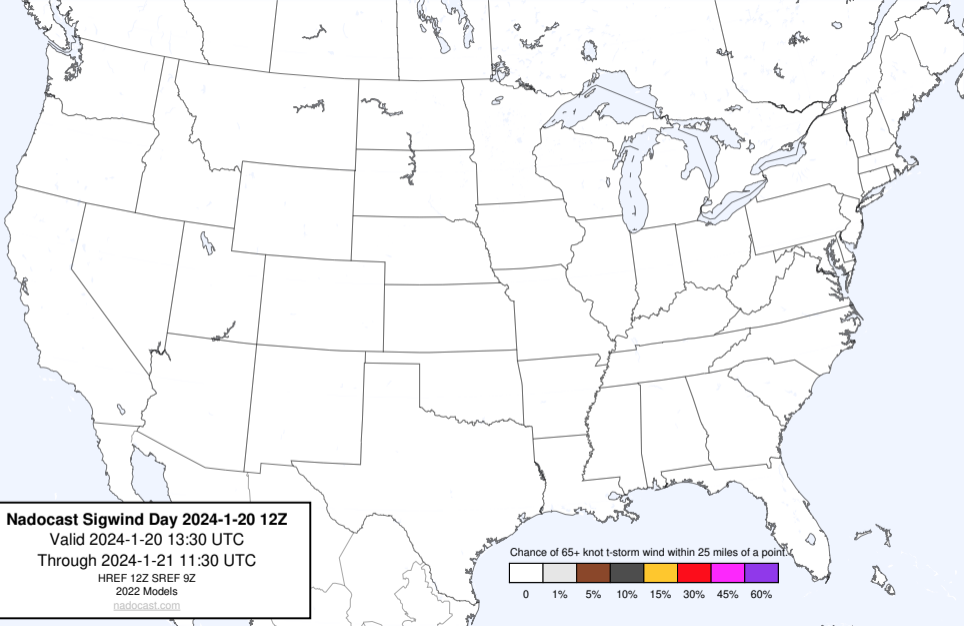 Nadocast Sigwind Day 2024-1-20 12Z
Valid 2024-1-20 13:30 UTC
Through 2024-1-21 11:30 UTC
HREF 12Z SREF 9Z
2022 Models
nadocast.com
Chance of 65+ knot t-storm wind within 25 miles of a point.
0 1% 5% 10% 15% 30% 45% 60%